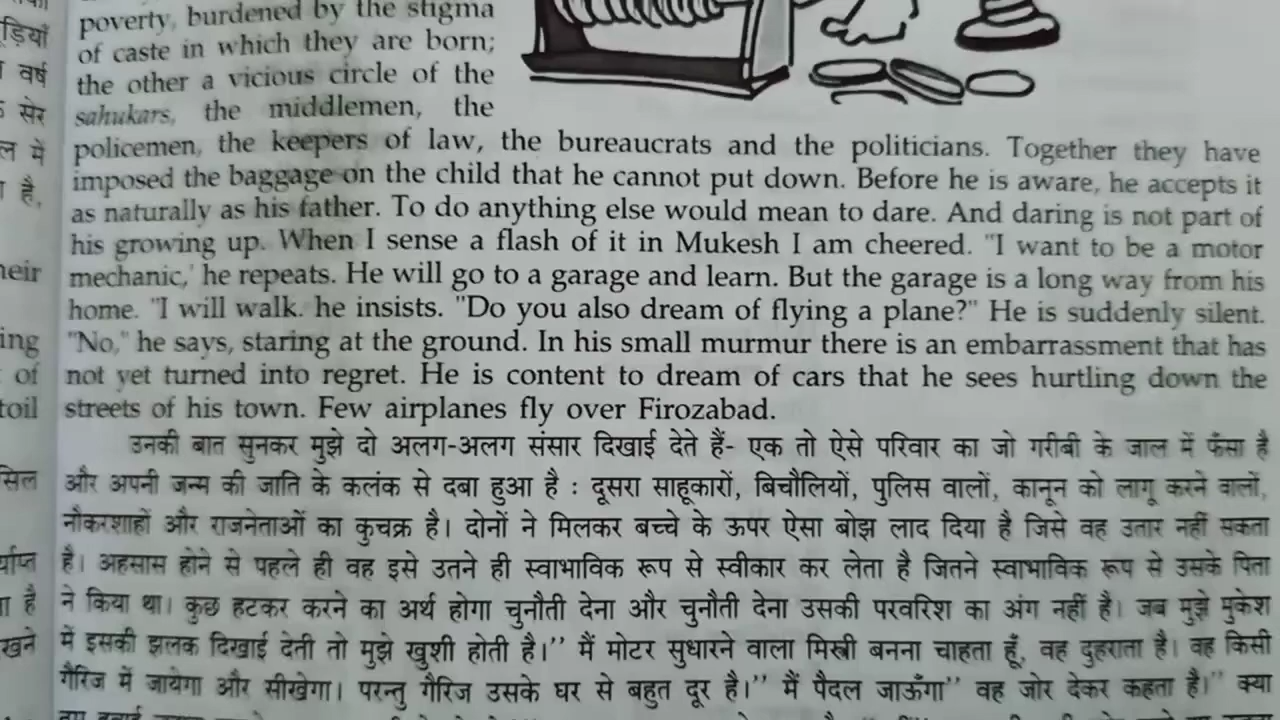 poverty, burdened by the stigma
of caste in which they are born;
the other a vicious circle of the
sahukars, the middlemen, the
policemen, the keepers of law, the bureaucrats and the politicians. Together they have
imposed the baggage on the child that he cannot put down. Before he is aware, he accepts it
as naturally as his father. To do anything else would mean to dare. And daring is not part of
his growing up. When I sense a flash of it in Mukesh I am cheered. "I want to be a motor
mechanic,' he repeats. He will go to a garage and learn. But the garage is a long way from his
home. "I will walk. he insists. "Do you also dream of flying a plane?" He is suddenly silent.
"No," he says, staring at the ground. In his small murmur there is an embarrassment that has
not yet turned into regret. He is content to dream of cars that he sees hurtling down the
streets of his town. Few airplanes fly over Firozabad.
उनकी बात सुनकर मुझे दो अलग-अलग संसार दिखाई देते हैं- एक तो ऐसे परिवार का जो गरीबी के जाल में फँसा है
और अपनी जन्म की जाति के कलंक से दबा हुआ है : दूसरा साहूकारों, बिचौलियों, पुलिस वालों, कानून को लागू करने वालों,
नौकरशाहों और राजनेताओं का कुचक्र है। दोनों ने मिलकर बच्चे के ऊपर ऐसा बोझ लाद दिया है जिसे वह उतार नहीं सकता
है। अहसास होने से पहले ही वह इसे उतने ही स्वाभाविक रूप से स्वीकार कर लेता है जितने स्वाभाविक रूप से उसके पिता
ने किया था। कुछ हटकर करने का अर्थ होगा चुनौती देना और चुनौती देना उसकी परवरिश का अंग नहीं है। जब मुझे मुकेश
में इसकी झलक दिखाई देती तो मुझे खुशी होती है।'' मैं मोटर सुधारने वाला मिस्त्री बनना चाहता हूँ, वह दुहराता है। वह किसी
गैरिज में जायेगा और सीखेगा। परन्तु गैरिज उसके घर से बहुत दूर है।'' मैं पैदल जाऊँगा'' वह जोर देकर कहता है।'' क्या